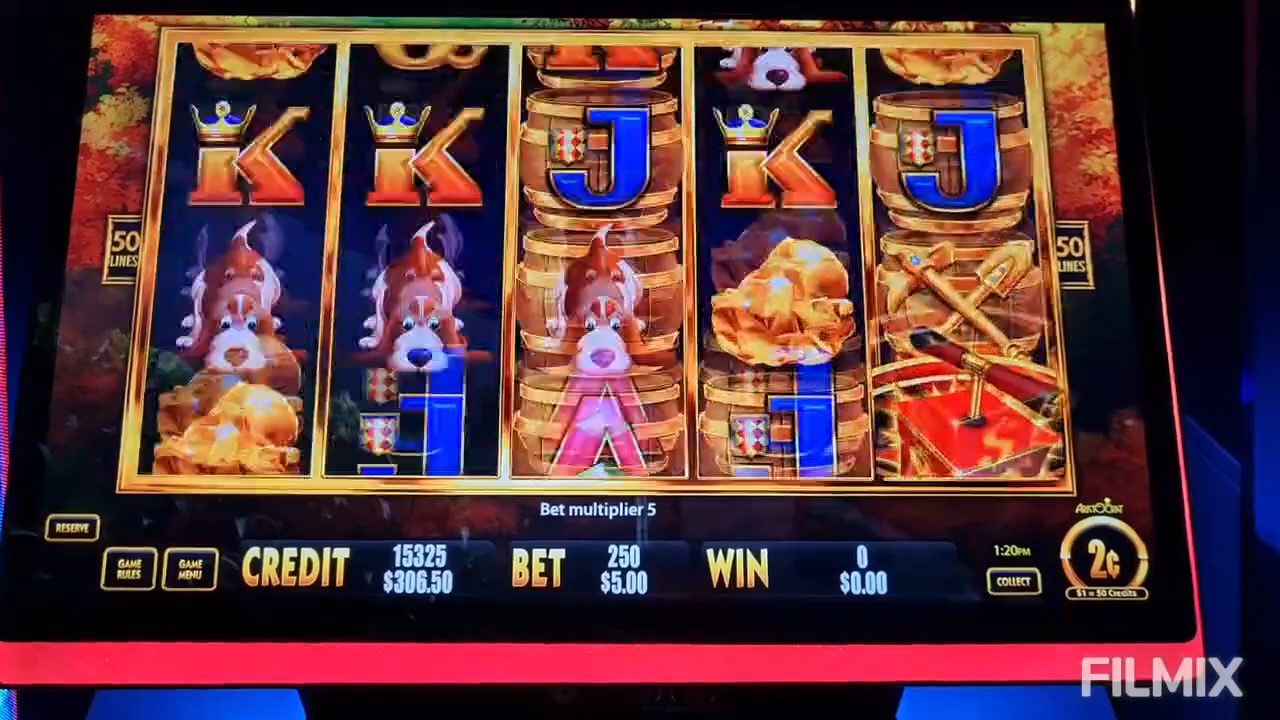 K K J K J
50
LINES
50
LINES
J
A
J
Bet multiplier 5
RESERVE
GAME
RULES
GAME
MENU
CREDIT
15325
$306.50
BET
250
$5.00
WIN
0
$0.00
1:20PM
COLLECT
ARISTOCRAT
2¢
$1 = 50 Credits
FILMIX